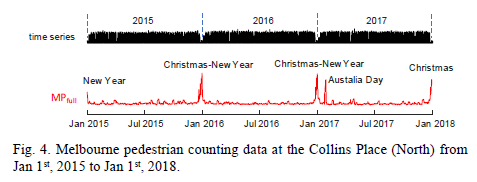 2015 2016 2017
time series
Christmas-New Year Christmas-New Year Christmas
New Year Austalia Day
MPfull
Jan 2015 Jul 2015 Jan 2016 Jul 2016 Jan 2017 Jul 2017 Jan 2018
Fig. 4. Melbourne pedestrian counting data at the Collins Place (North) from
Jan 1st, 2015 to Jan 1st, 2018.